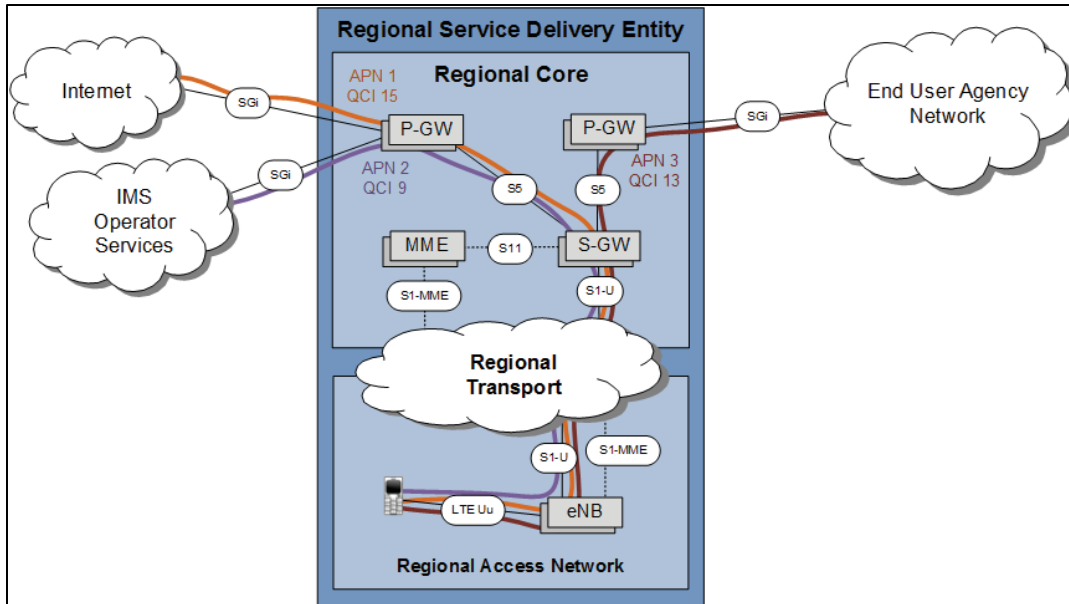 Regional Service Delivery Entity
Regional Core
Internet
SGi
APN 1
QCI 15
P-GW
P-GW
SGi
End User Agency
Network
APN 2
QCI 9
APN 3
QCI 13
SGi
S5
S5
IMS
Operator
Services
MME
S11
S-GW
S1-MME
S1-U
Regional
Transport
S1-U
S1-MME
LTE Uu
eNB
Regional Access Network